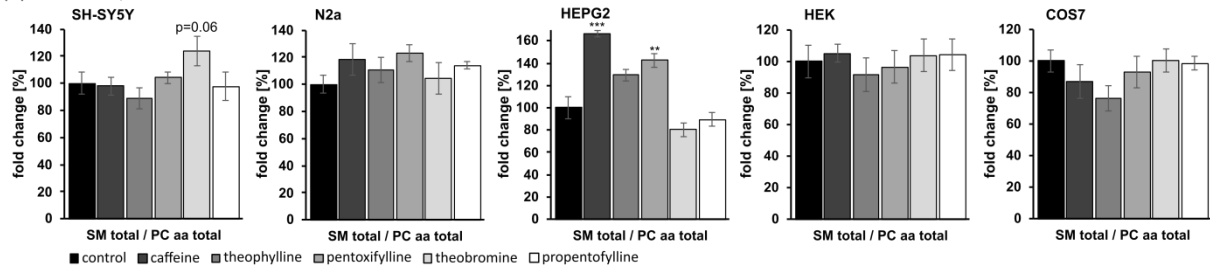 SH-SY5Y
N2a
HEPG2
HEK
COS7
fold change [%]
140
120
100
80
60
40
20
0
p=0.06
SM total / PC aa total
fold change [%]
140
120
100
80
60
40
20
0
SM total / PC aa total
fold change [%]
160
140
120
100
80
60
40
20
0
***
**
SM total / PC aa total
fold change [%]
120
100
80
60
40
20
0
SM total / PC aa total
fold change [%]
120
100
80
60
40
20
0
SM total / PC aa total
control caffeine theophylline pentoxifylline theobromine propentofylline